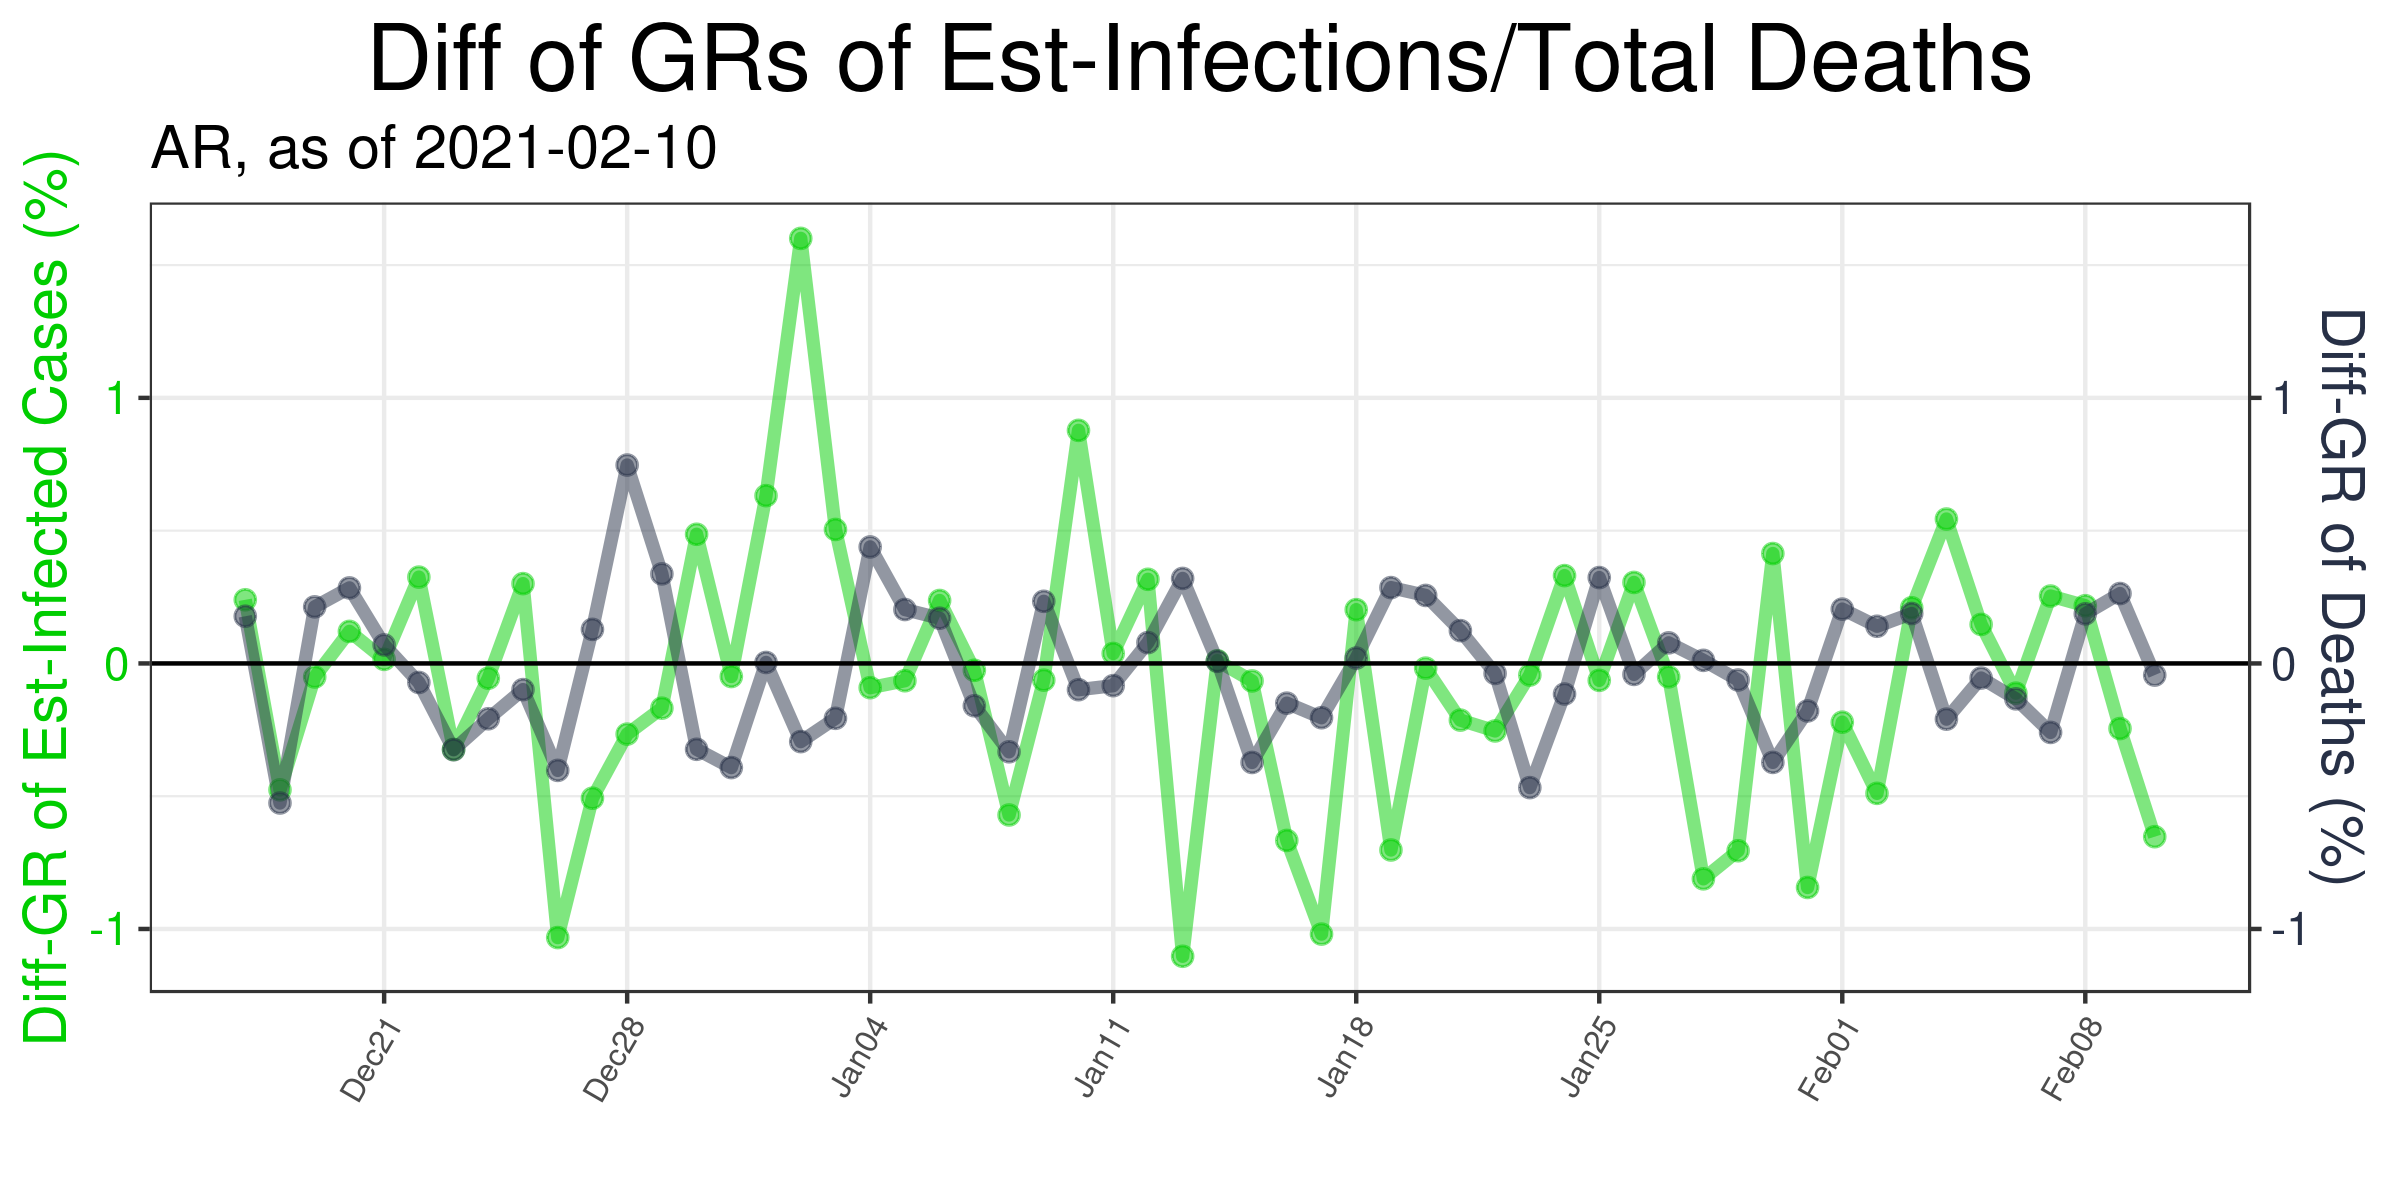 Diff of GRs of Est-Infections/Total Deaths
AR, as of 2021-02-10
Diff-GR of Est-Infected Cases (%)
1
0
-1
1
0
-1
Diff-GR of Deaths (%)
Dec21
Dec28
Jan04
Jan11
Jan18
Jan25
Feb01
Feb08